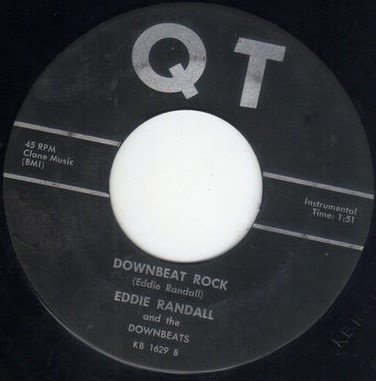 QT
45 RPM
Clane Music
(BMI)
Instrumental
Time: 1:51
DOWNBEAT ROCK
(Eddie Randall)
EDDIE RANDALL
and the
DOWNBEATS
KB 1629 B